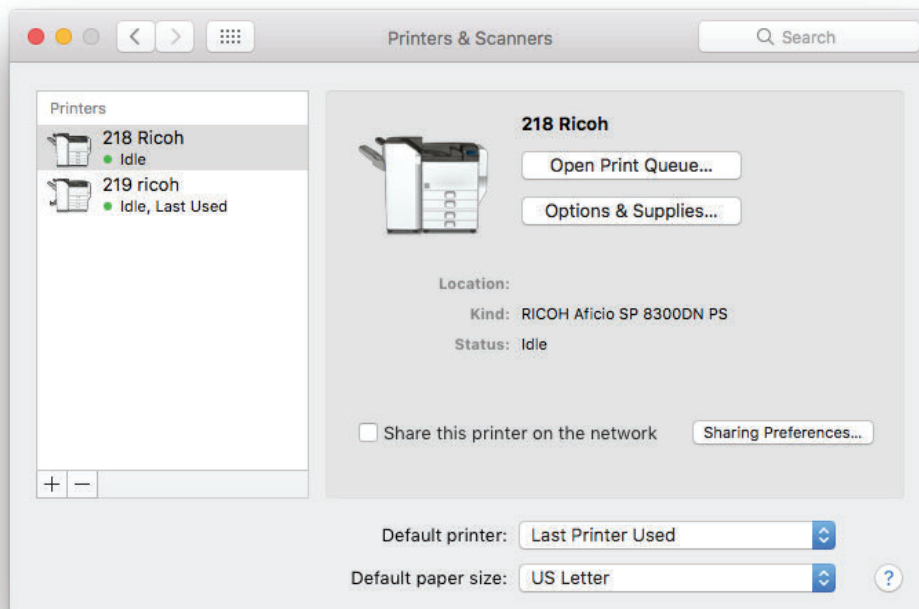 Printers & Scanners
Search
Printers
218 Ricoh
Idle
219 ricoh
Idle, Last Used
218 Ricoh
Open Print Queue...
Options & Supplies...
Location:
Kind: RICOH Aficio SP 8300DN PS
Status: Idle
Share this printer on the network
Sharing Preferences...
+ −
Default printer: Last Printer Used
Default paper size: US Letter
?